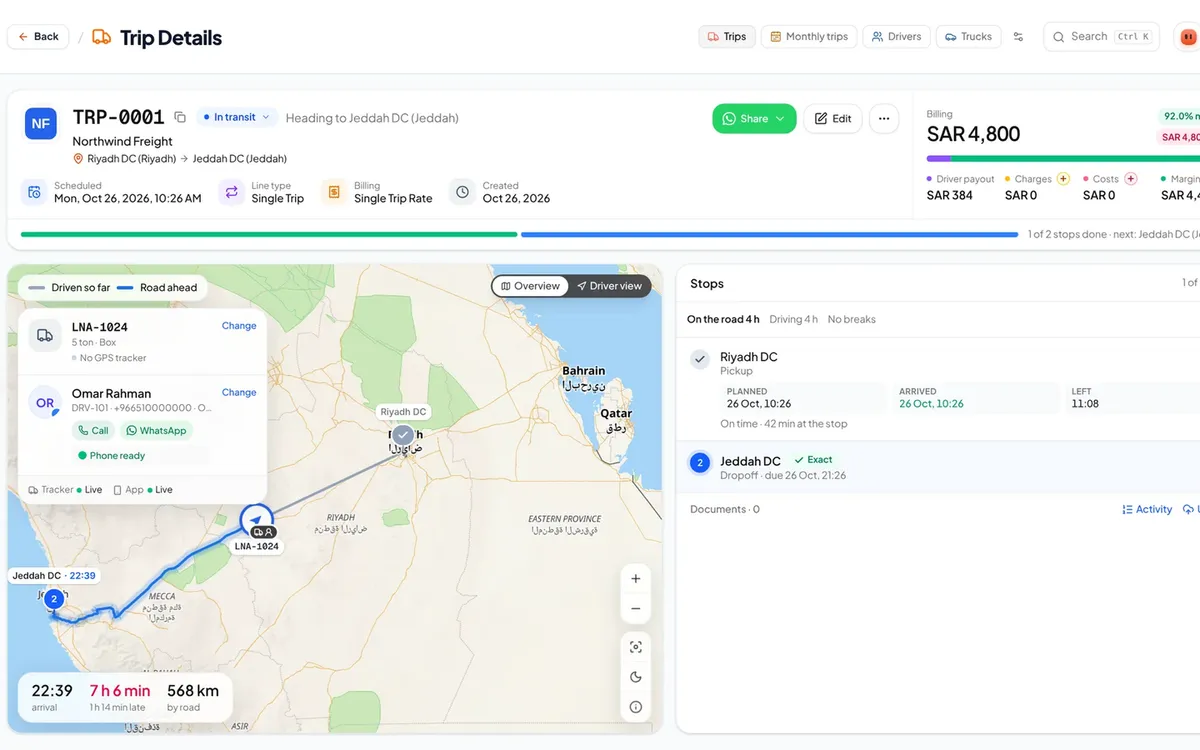 Back / Trip Details
Trips
Monthly trips
Drivers
Trucks
Search Ctrl K
NF
TRP-0001
In transit
Heading to Jeddah DC (Jeddah)
Northwind Freight
Riyadh DC (Riyadh) → Jeddah DC (Jeddah)
Share
Edit
Scheduled
Mon, Oct 26, 2026, 10:26 AM
Line type
Single Trip
Billing
Single Trip Rate
Created
Oct 26, 2026
Billing
SAR 4,800
92.0%
Driver payout
SAR 384
Charges
SAR 0
Costs
SAR 0
1 of 2 stops done · next: Jeddah DC
Driven so far
Road ahead
Overview
Driver view
LNA-1024
Change
5 ton · Box
No GPS tracker
OR
Omar Rahman
Change
DRV-101 · +966510000000 · O...
Call
WhatsApp
Phone ready
Tracker • Live
App • Live
Riyadh DC
الرياض
Bahrain
البحرين
Qatar
قطر
RIYADH
منطقة الرياض
EASTERN PROVINCE
المنطقة الشرقية
LNA-1024
Jeddah DC · 22:39
2
MECCA
منطقة مكة
المكرمة
ASIR
22:39
arrival
7 h 6 min
1 h 14 min late
568 km
by road
Stops
1 of
On the road 4 h
Driving 4 h
No breaks
Riyadh DC
Pickup
PLANNED
26 Oct, 10:26
ARRIVED
26 Oct, 10:26
LEFT
11:08
On time · 42 min at the stop
2
Jeddah DC
Exact
Dropoff · due 26 Oct, 21:26
Documents · 0
Activity